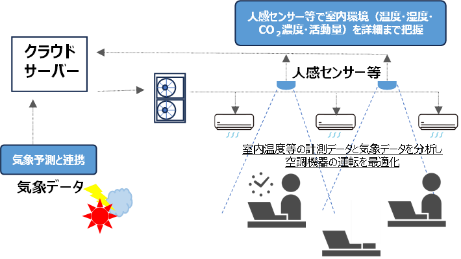 人感センサー等で室内環境（温度・湿度・
CO₂濃度・活動量）を詳細まで把握
クラウド
サーバー
人感センサー等
気象予測と連携
気象データ
室内温度等の計測データと気象データを分析し
空調機器の運転を最適化